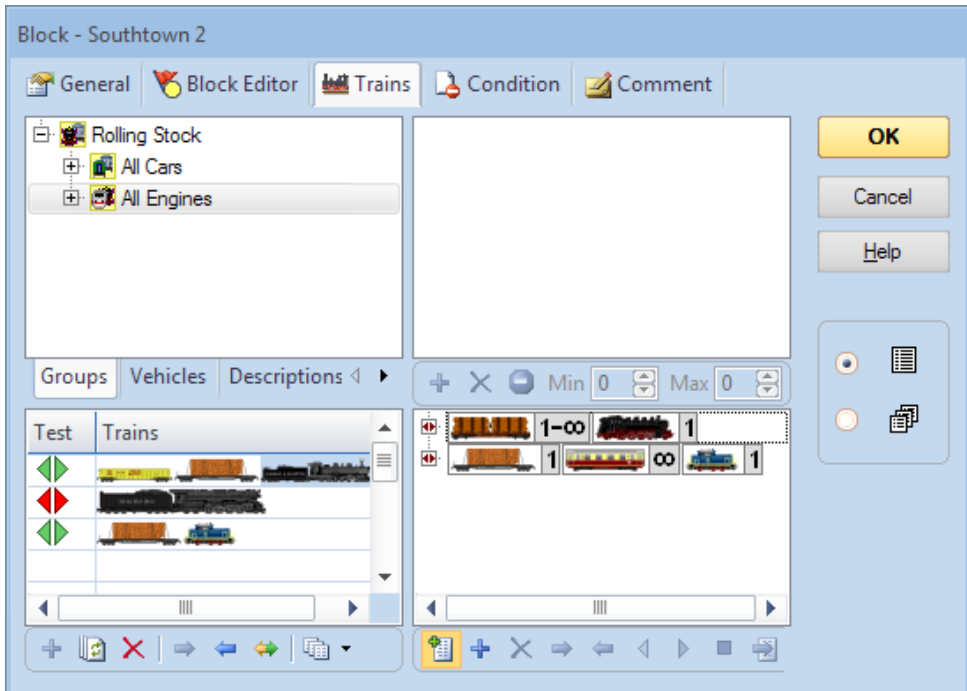 Block - Southtown 2
General Block Editor Trains Condition Comment
Rolling Stock
All Cars
All Engines
OK
Cancel
Help
Groups Vehicles Descriptions
Min 0 Max 0
Test Trains
1-∞ 1
1 ∞ 1